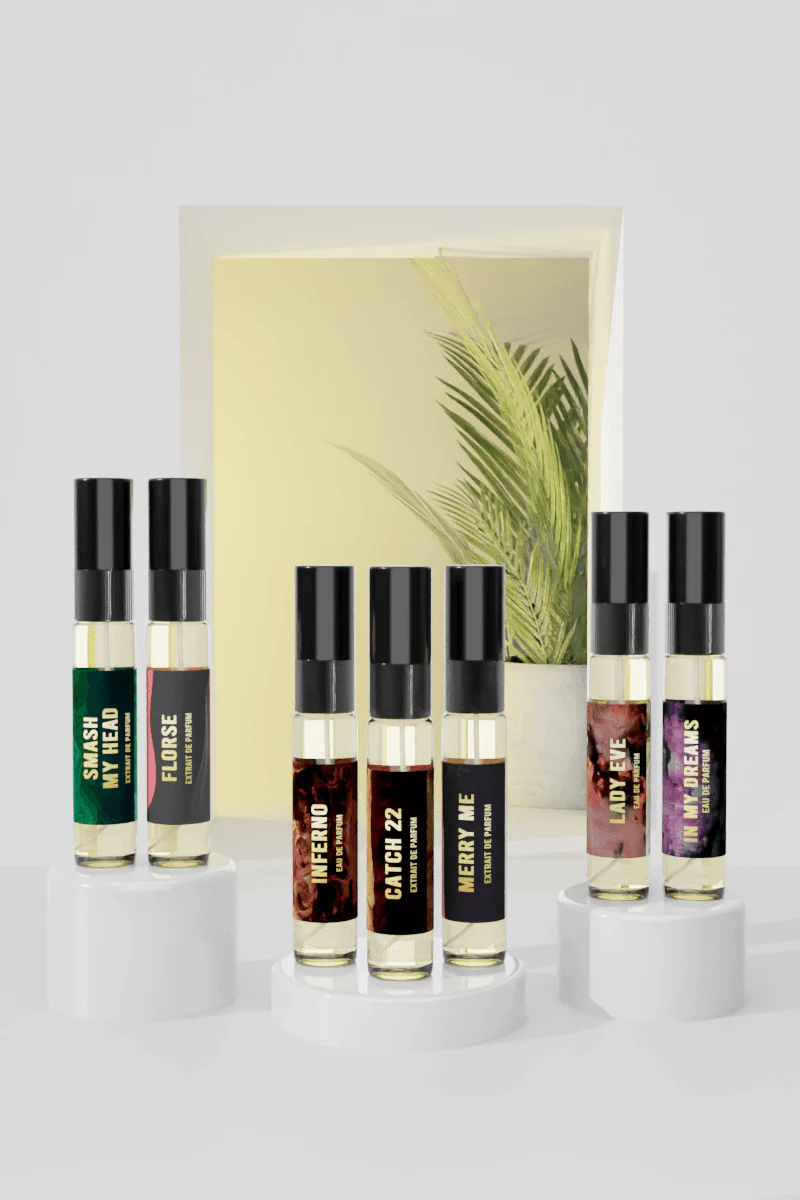 SMASH
MY HEAD
EXTRAIT DE PARFUM
FLORSE
EXTRAIT DE PARFUM
INFERNO
EAU DE PARFUM
CATCH 22
EXTRAIT DE PARFUM
MERRY ME
EXTRAIT DE PARFUM
LADY EVE
EAU DE PARFUM
IN MY DREAMS
EAU DE PARFUM